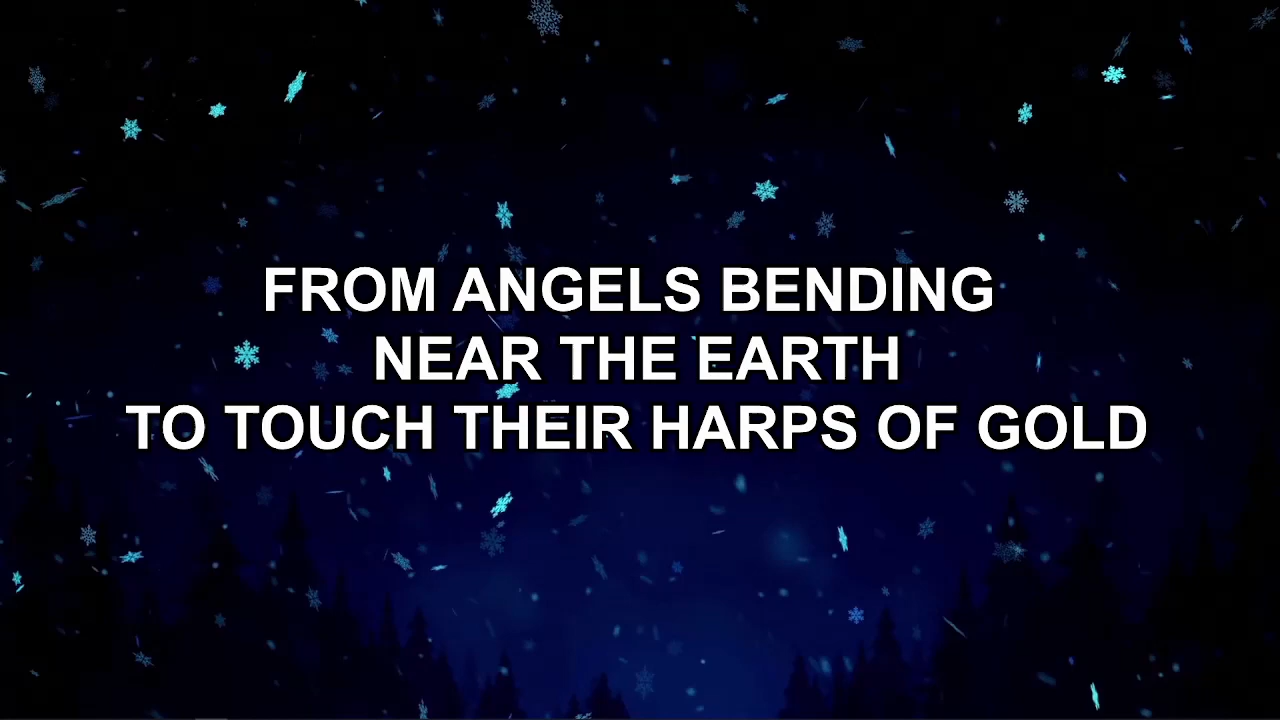 FROM ANGELS BENDING
NEAR THE EARTH
TO TOUCH THEIR HARPS OF GOLD